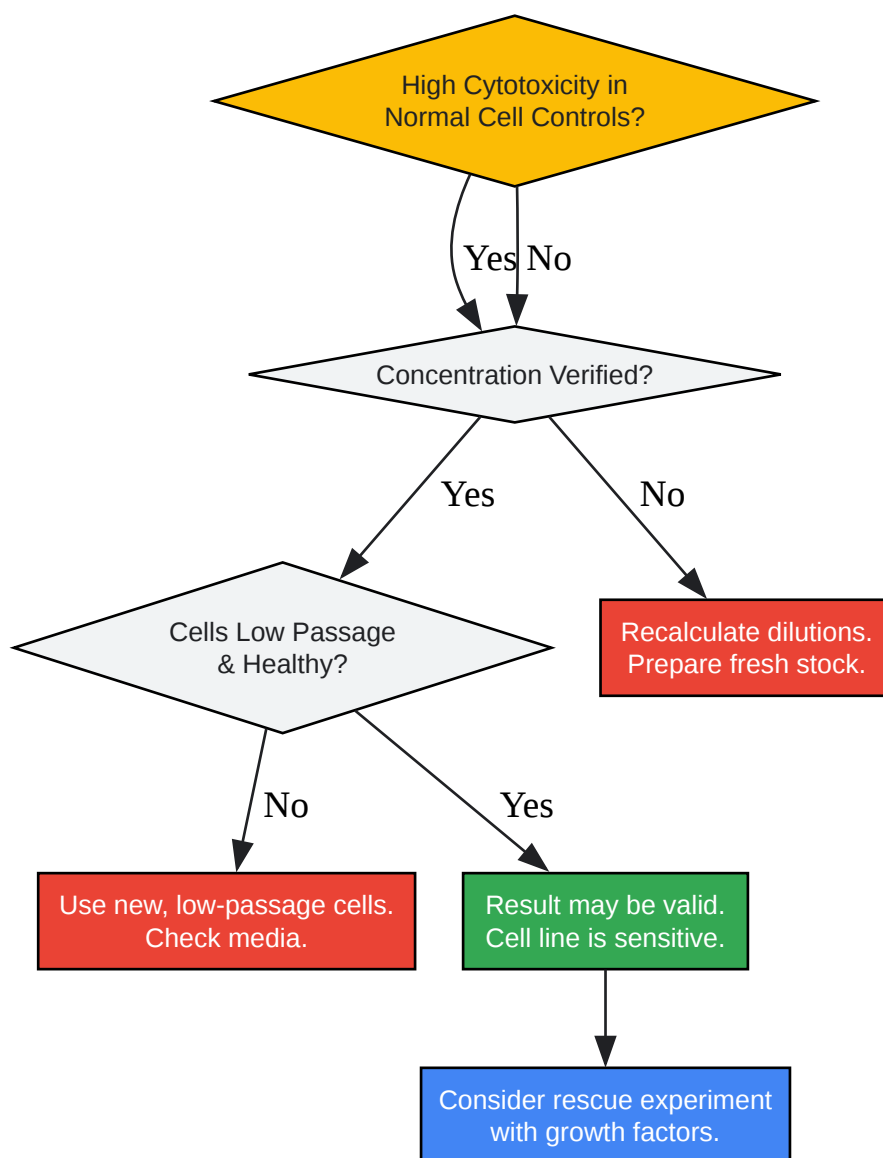 High Cytotoxicity in
Normal Cell Controls?
Yes No
Concentration Verified?
Yes
No
Cells Low Passage
& Healthy?
Recalculate dilutions.
Prepare fresh stock.
No
Yes
Use new, low-passage cells.
Check media.
Result may be valid.
Cell line is sensitive.
Consider rescue experiment
with growth factors.